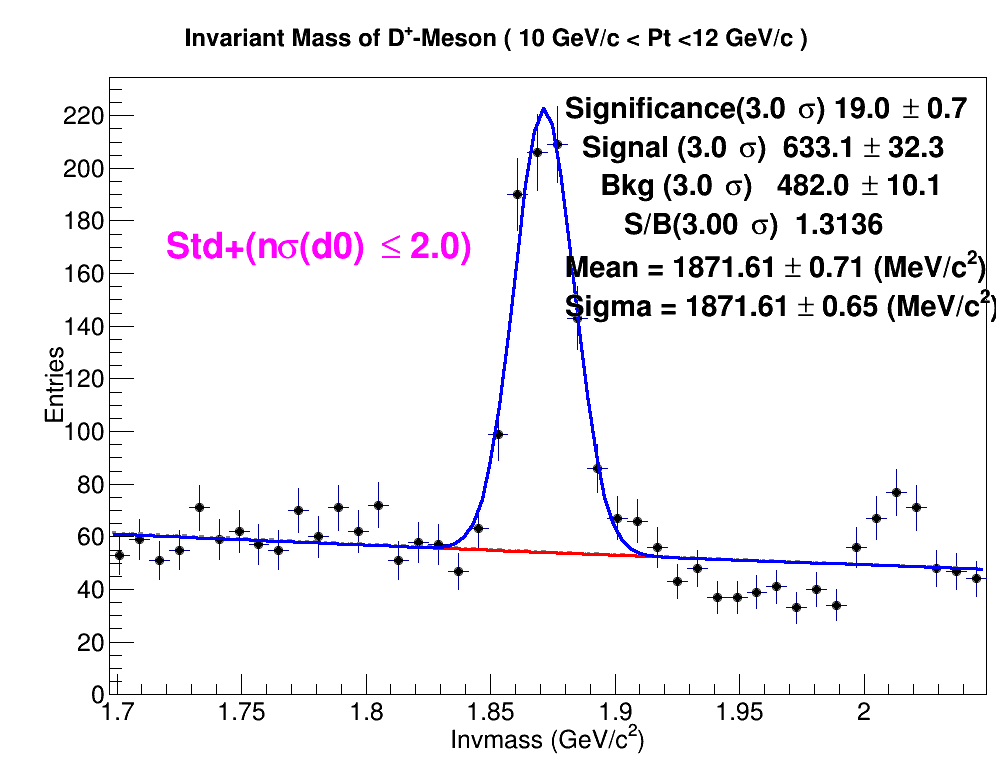 Invariant Mass of D⁺-Meson ( 10 GeV/c < Pt <12 GeV/c )
Significance(3.0 σ) 19.0 ± 0.7
Signal (3.0 σ) 633.1 ± 32.3
Bkg (3.0 σ) 482.0 ± 10.1
S/B(3.00 σ) 1.3136
Mean = 1871.61 ± 0.71 (MeV/c²)
Sigma = 1871.61 ± 0.65 (MeV/c²)
Std+(nσ(d0) ≤ 2.0)
Entries
220
200
180
160
140
120
100
80
60
40
20
0
1.7 1.75 1.8 1.85 1.9 1.95 2
Invmass (GeV/c²)